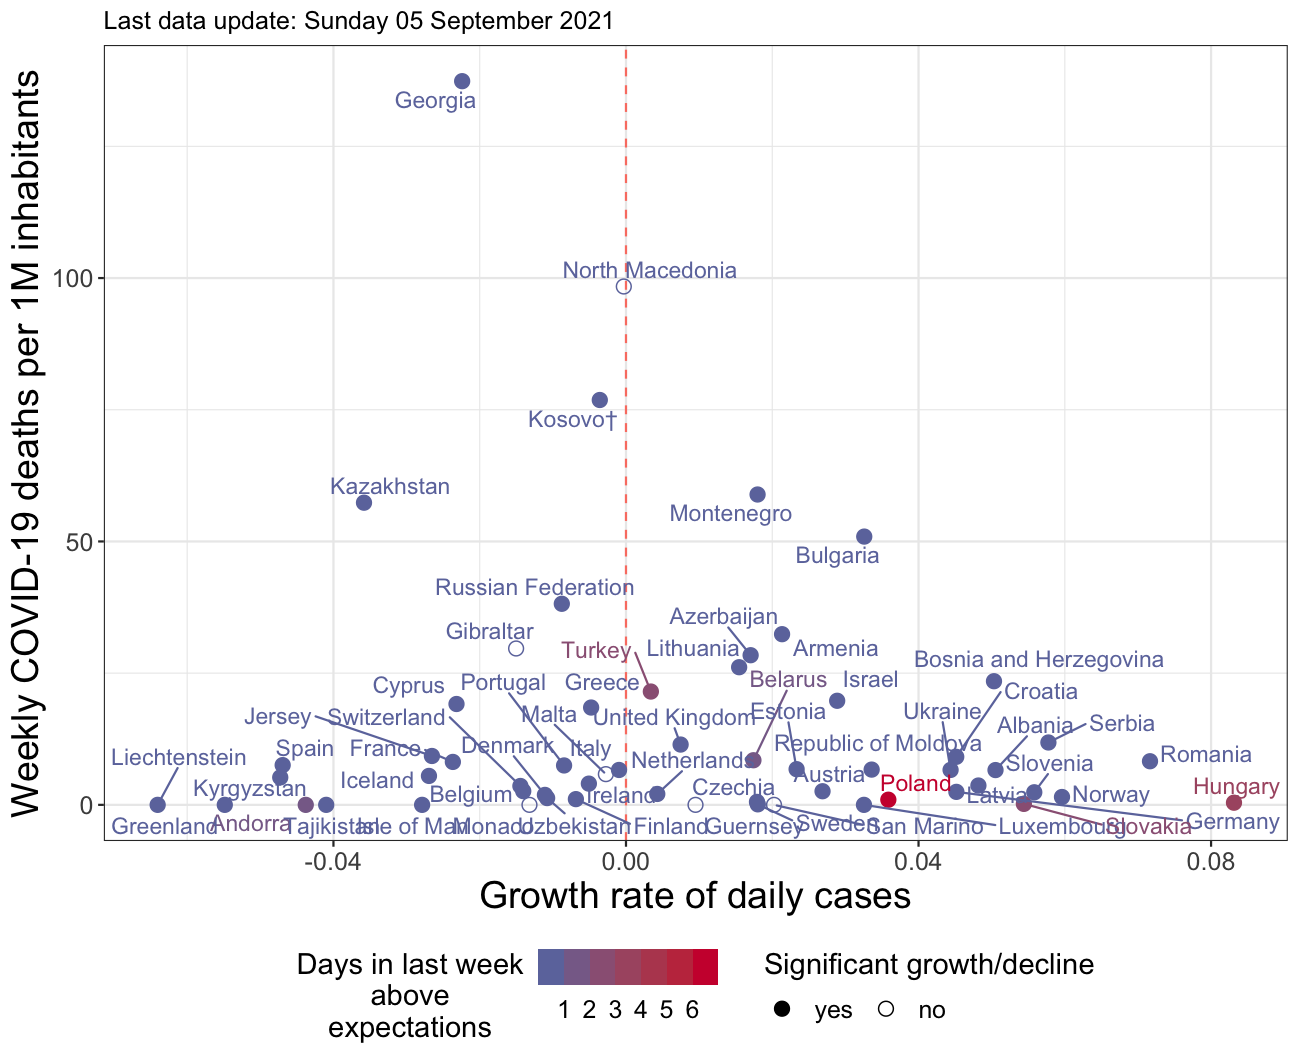 Last data update: Sunday 05 September 2021
Weekly COVID-19 deaths per 1M inhabitants
100
50
0
Georgia
North Macedonia
Kosovo†
Kazakhstan
Montenegro
Bulgaria
Russian Federation
Azerbaijan
Gibraltar
Turkey
Lithuania
Armenia
Bosnia and Herzegovina
Cyprus
Portugal
Greece
Belarus
Israel
Croatia
Jersey
Switzerland
Malta
United Kingdom
Estonia
Ukraine
Albania
Serbia
Liechtenstein
Spain
France
Denmark
Italy
Netherlands
Republic of Moldova
Slovenia
Romania
Kyrgyzstan
Iceland
Belgium
Ireland
Czechia
Austria
Poland
Latvia
Norway
Hungary
Greenland
Andorra
Tajikistan
Isle of Man
Monaco
Uzbekistan
Finland
Guernsey
Sweden
San Marino
Luxembourg
Slovakia
Germany
-0.04
0.00
0.04
0.08
Growth rate of daily cases
Days in last week
above
expectations
1 2 3 4 5 6
Significant growth/decline
yes
no